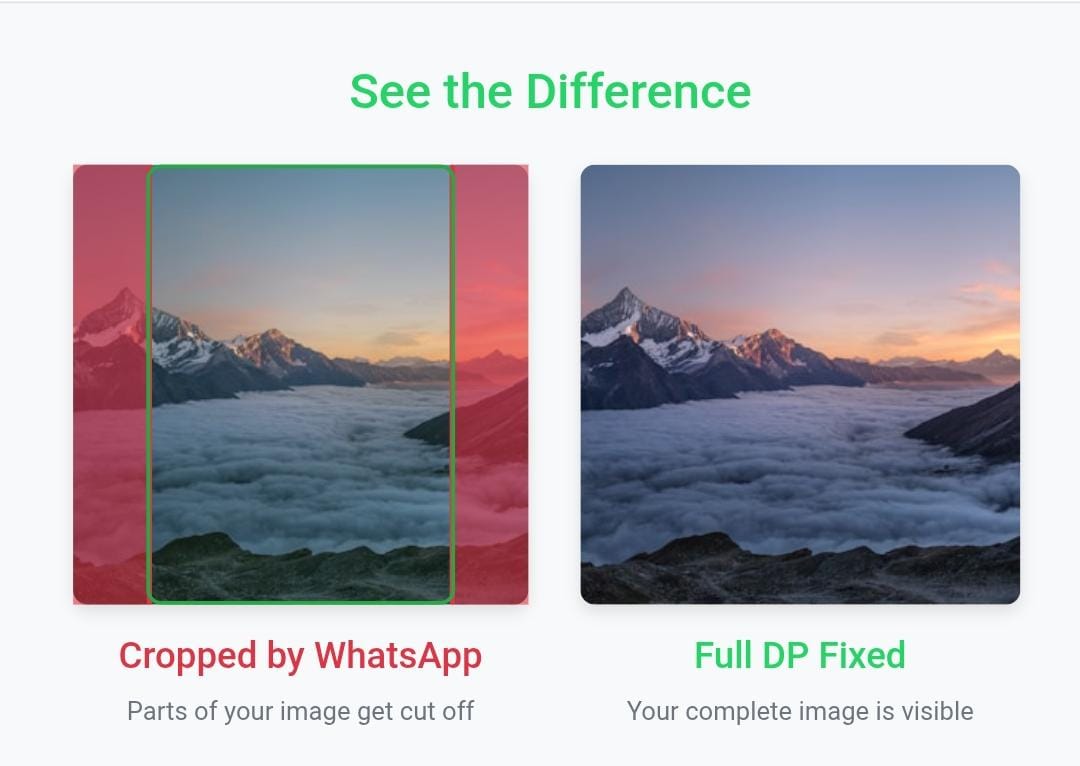 See the Difference
Cropped by WhatsApp
Parts of your image get cut off
Full DP Fixed
Your complete image is visible